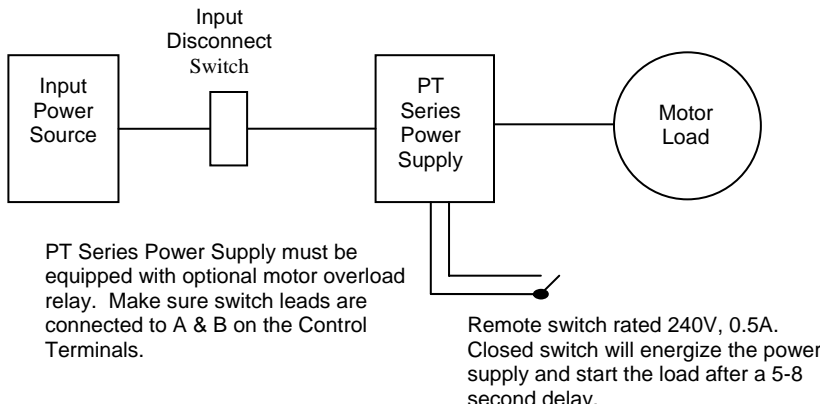 Input
Disconnect
Switch
Input
Power
Source
PT
Series
Power
Supply
Motor
Load
PT Series Power Supply must be
equipped with optional motor overload
relay. Make sure switch leads are
connected to A & B on the Control
Terminals.
Remote switch rated 240V, 0.5A.
Closed switch will energize the power
supply and start the load after a 5-8
second delay.